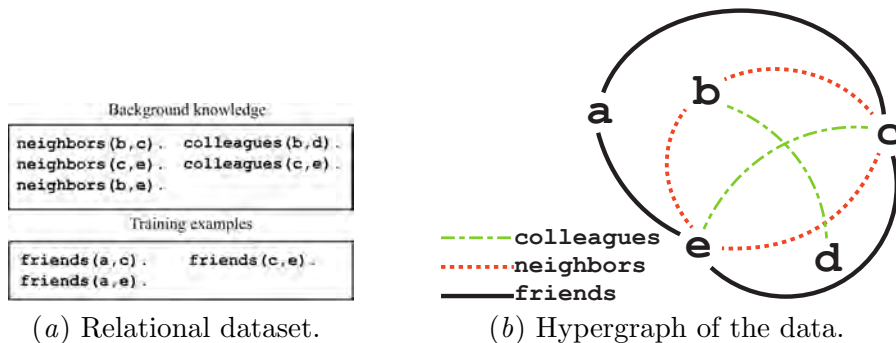 Background knowledge
neighbors(b,c). colleagues(b,d).
neighbors(c,e). colleagues(c,e).
neighbors(b,e).
Training examples
friends(a,c). friends(c,e).
friends(a,e).
(a) Relational dataset.
a
b
c
e
d
colleagues
neighbors
friends
(b) Hypergraph of the data.